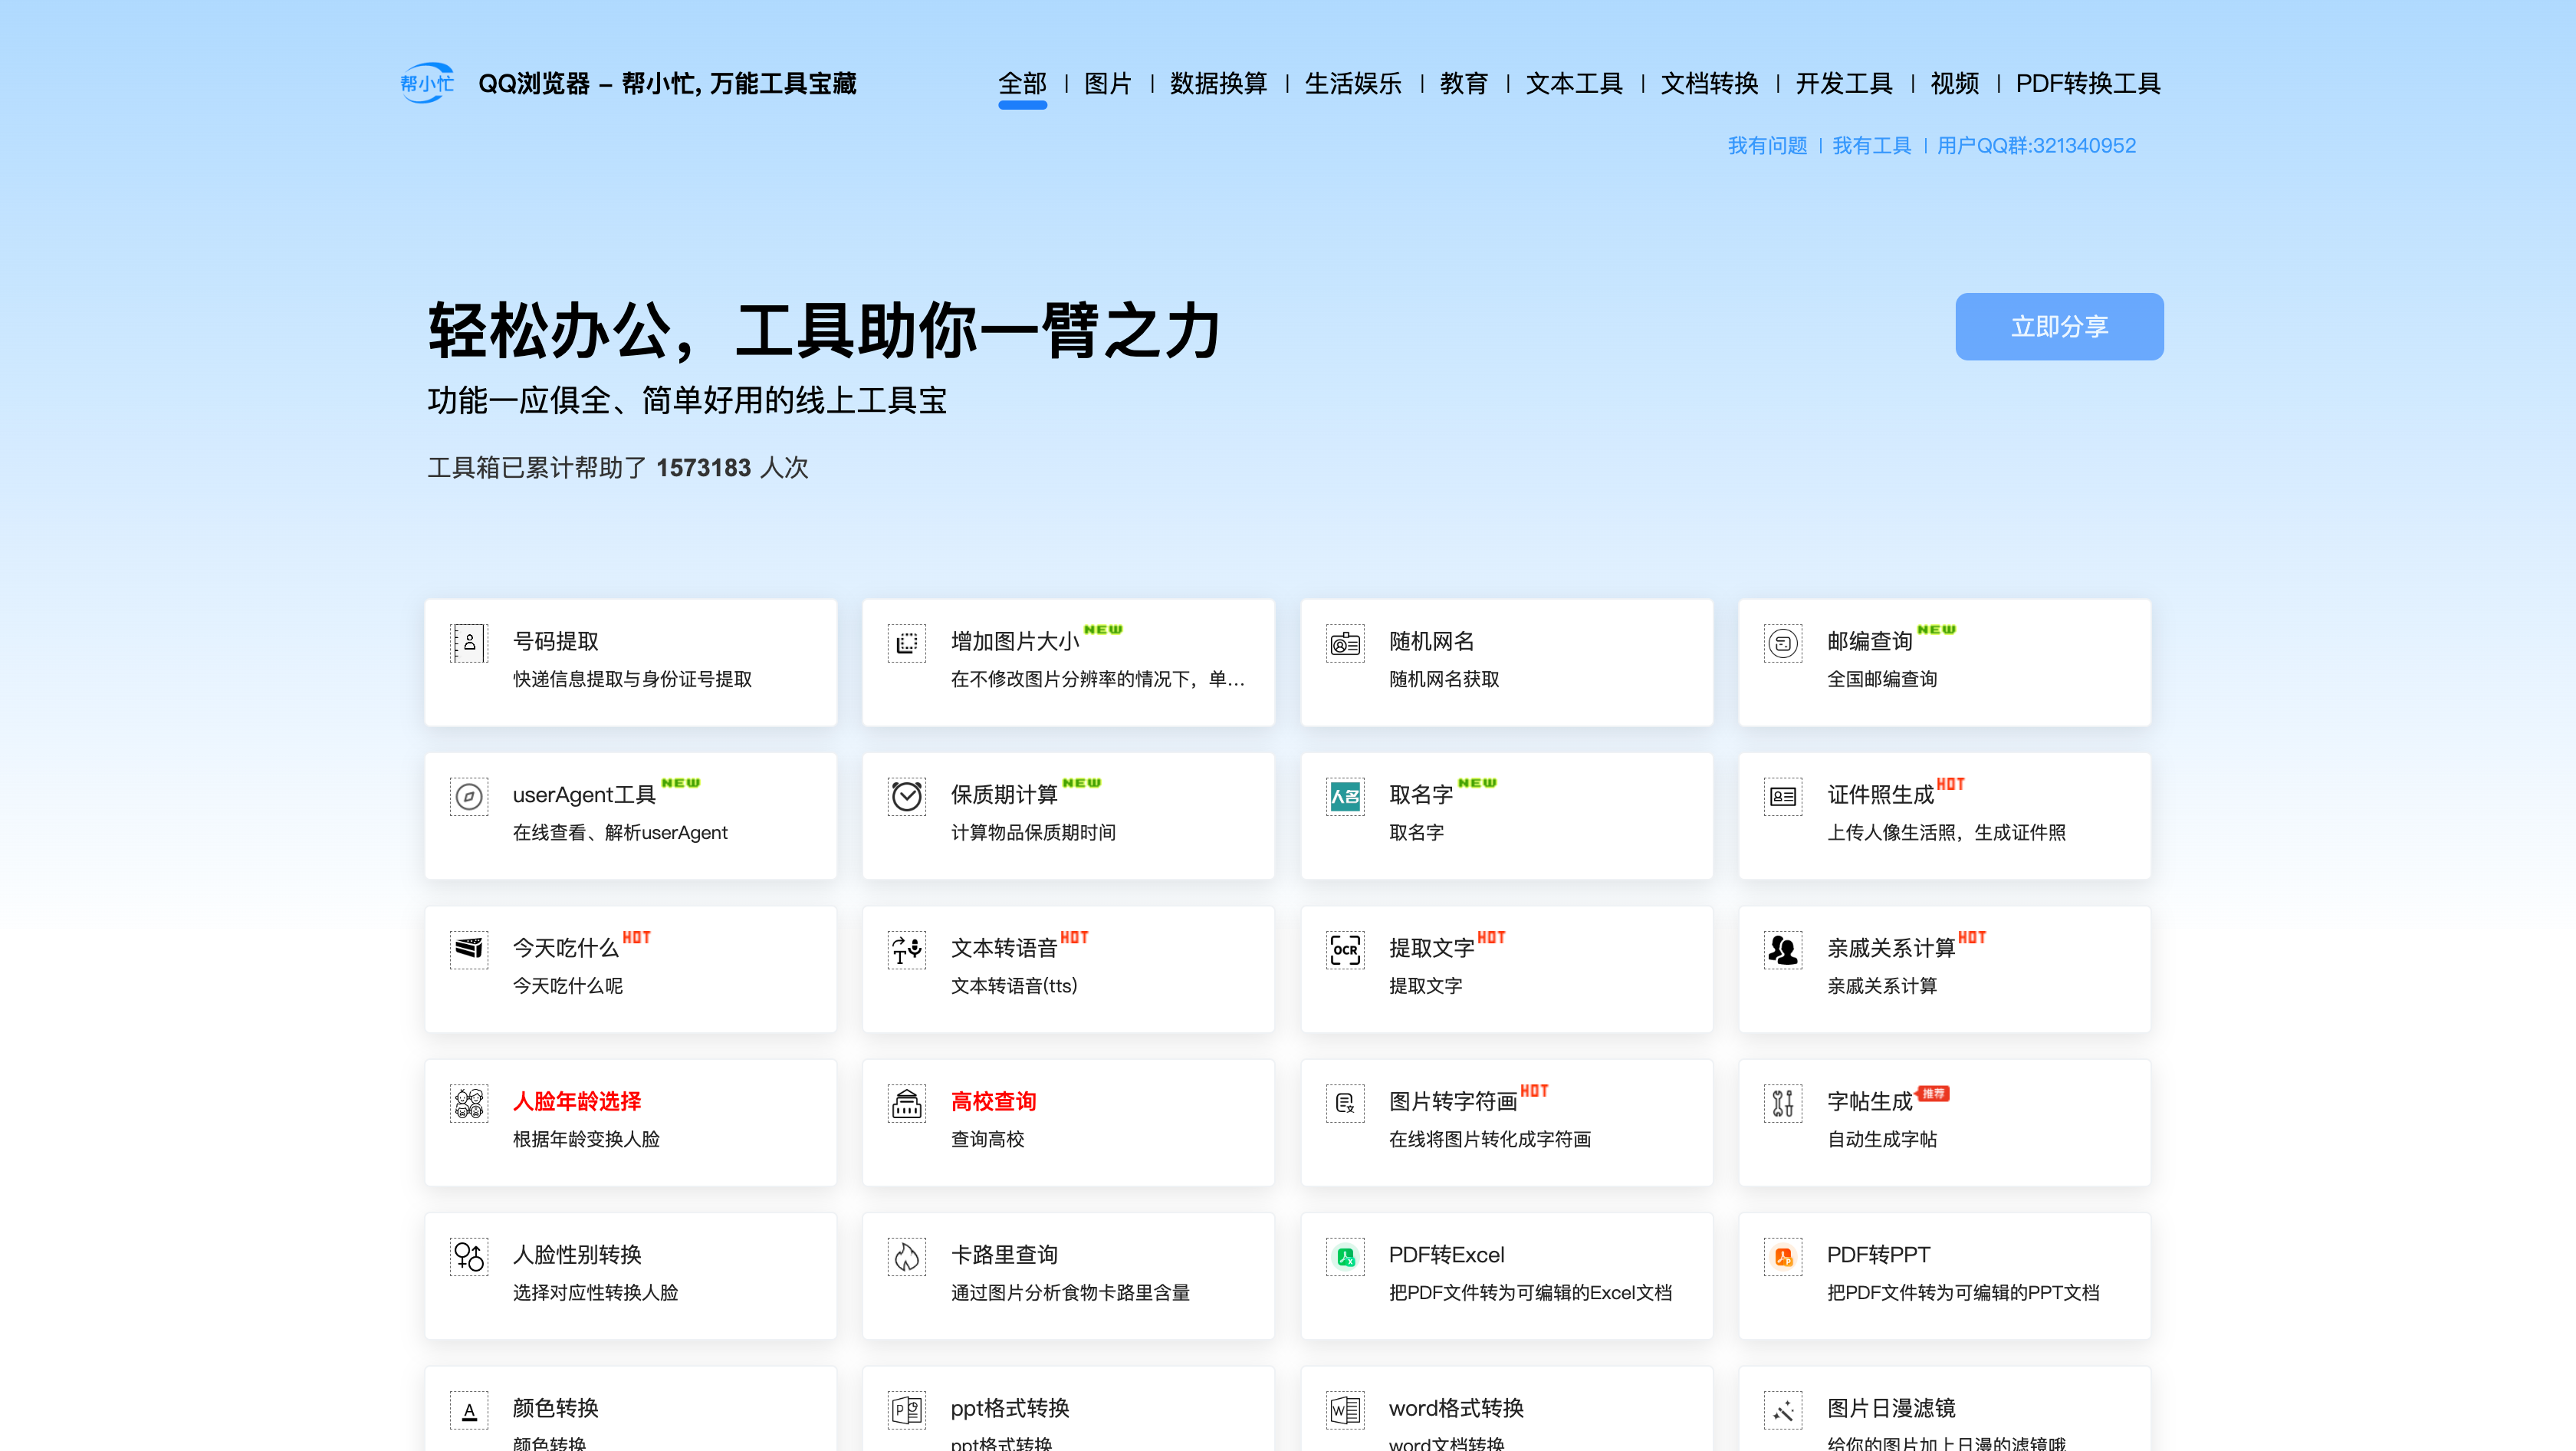 帮小忙
QQ浏览器 – 帮小忙, 万能工具宝藏
全部 | 图片 | 数据换算 | 生活娱乐 | 教育 | 文本工具 | 文档转换 | 开发工具 | 视频 | PDF转换工具
我有问题 | 我有工具 | 用户QQ群:321340952
轻松办公，工具助你一臂之力
立即分享
功能一应俱全、简单好用的线上工具宝
工具箱已累计帮助了 1573183 人次
号码提取
快递信息提取与身份证号提取
增加图片大小 NEW
在不修改图片分辨率的情况下，单...
随机网名
随机网名获取
邮编查询 NEW
全国邮编查询
userAgent工具 NEW
在线查看、解析userAgent
保质期计算 NEW
计算物品保质期时间
人名
取名字 NEW
取名字
证件照生成 HOT
上传人像生活照，生成证件照
今天吃什么 HOT
今天吃什么呢
文本转语音 HOT
文本转语音(tts)
OCR
提取文字 HOT
提取文字
亲戚关系计算 HOT
亲戚关系计算
人脸年龄选择
根据年龄变换人脸
高校查询
查询高校
图片转字符画 HOT
在线将图片转化成字符画
字帖生成 推荐
自动生成字帖
人脸性别转换
选择对应性转换人脸
卡路里查询
通过图片分析食物卡路里含量
PDF转Excel
把PDF文件转为可编辑的Excel文档
PDF转PPT
把PDF文件转为可编辑的PPT文档
颜色转换
颜色转换
ppt格式转换
ppt格式转换
word格式转换
word文档转换
图片日漫滤镜
给你的图片加上日漫的滤镜哦